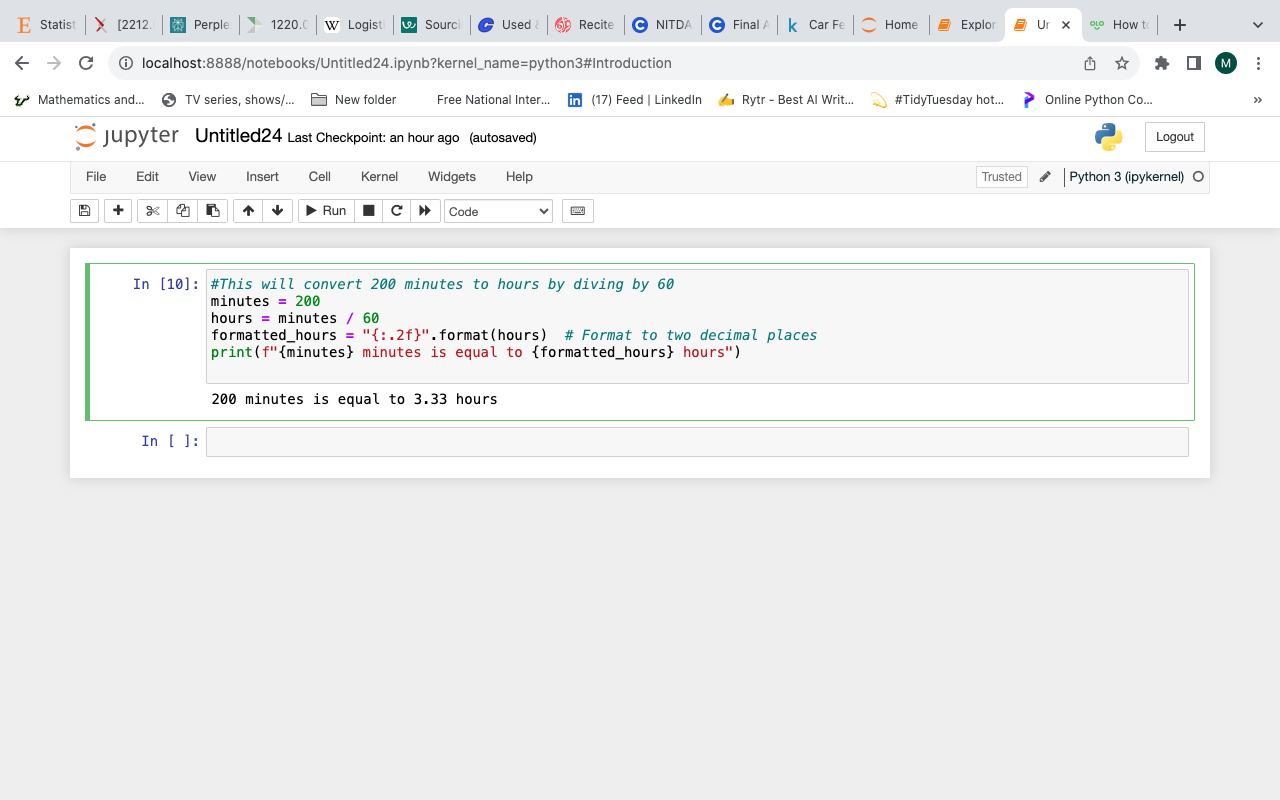 Statist
[2212.
Perple
1220.0
W Logisti
Sourci
Used &
Recite
NITDA
Final A
k Car Fe
Home
Explor
Ur
How to
localhost:8888/notebooks/Untitled24.ipynb?kernel_name=python3#Introduction
M
Mathematics and...
TV series, shows/...
New folder
Free National Inter...
in (17) Feed | LinkedIn
Rytr - Best AI Writ...
#TidyTuesday hot...
Online Python Co...
»
jupyter Untitled24 Last Checkpoint: an hour ago (autosaved)
Logout
File Edit View Insert Cell Kernel Widgets Help
Trusted
Python 3 (ipykernel)
Run
Code
In [10]:
#This will convert 200 minutes to hours by diving by 60
minutes = 200
hours = minutes / 60
formatted_hours = "{:.2f}".format(hours)  # Format to two decimal places
print(f"{minutes} minutes is equal to {formatted_hours} hours")
200 minutes is equal to 3.33 hours
In [ ]: